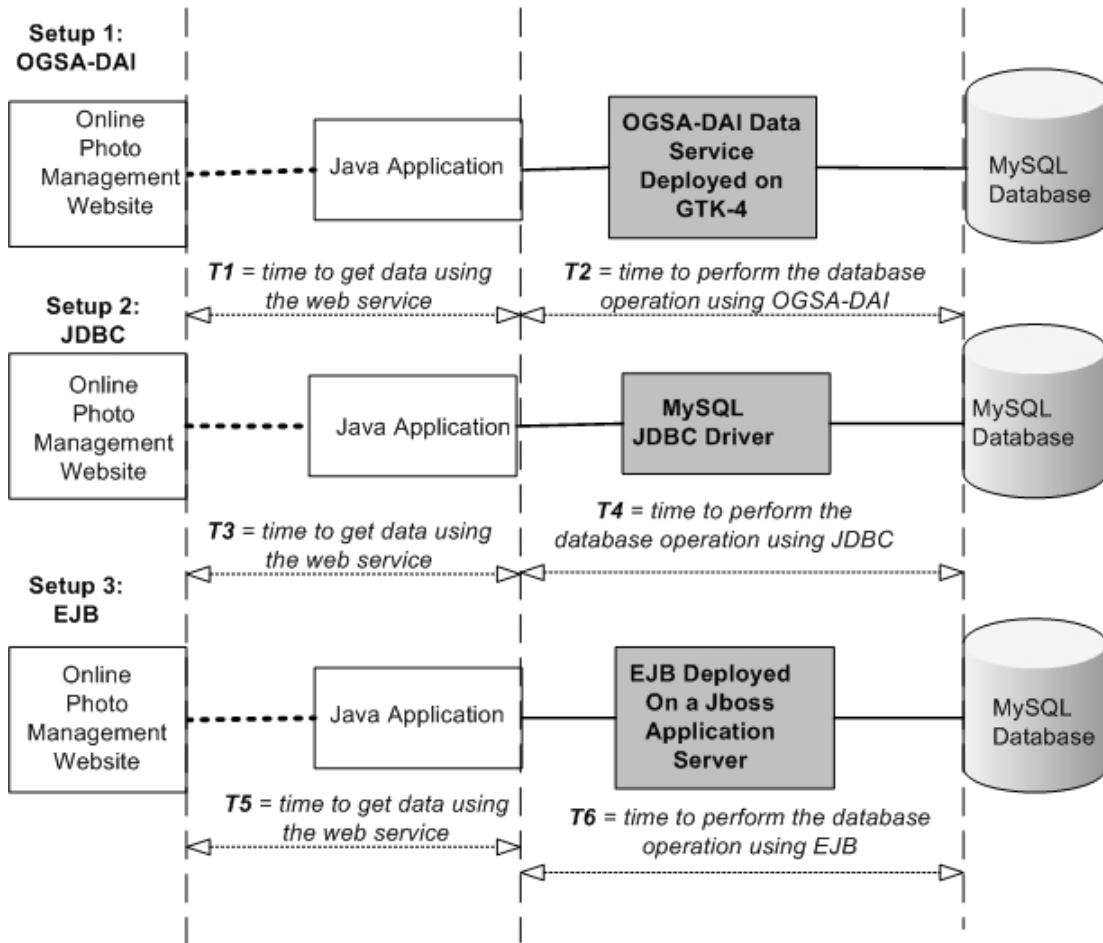 Setup 1:
OGSA-DAI
Online
Photo
Management
Website
Java Application
OGSA-DAI Data
Service
Deployed on
GTK-4
MySQL
Database
T1 = time to get data using
the web service
T2 = time to perform the database
operation using OGSA-DAI
Setup 2:
JDBC
Online
Photo
Management
Website
Java Application
MySQL
JDBC Driver
MySQL
Database
T3 = time to get data using
the web service
T4 = time to perform the
database operation using JDBC
Setup 3:
EJB
Online
Photo
Management
Website
Java Application
EJB Deployed
On a Jboss
Application
Server
MySQL
Database
T5 = time to get data using
the web service
T6 = time to perform the database
operation using EJB